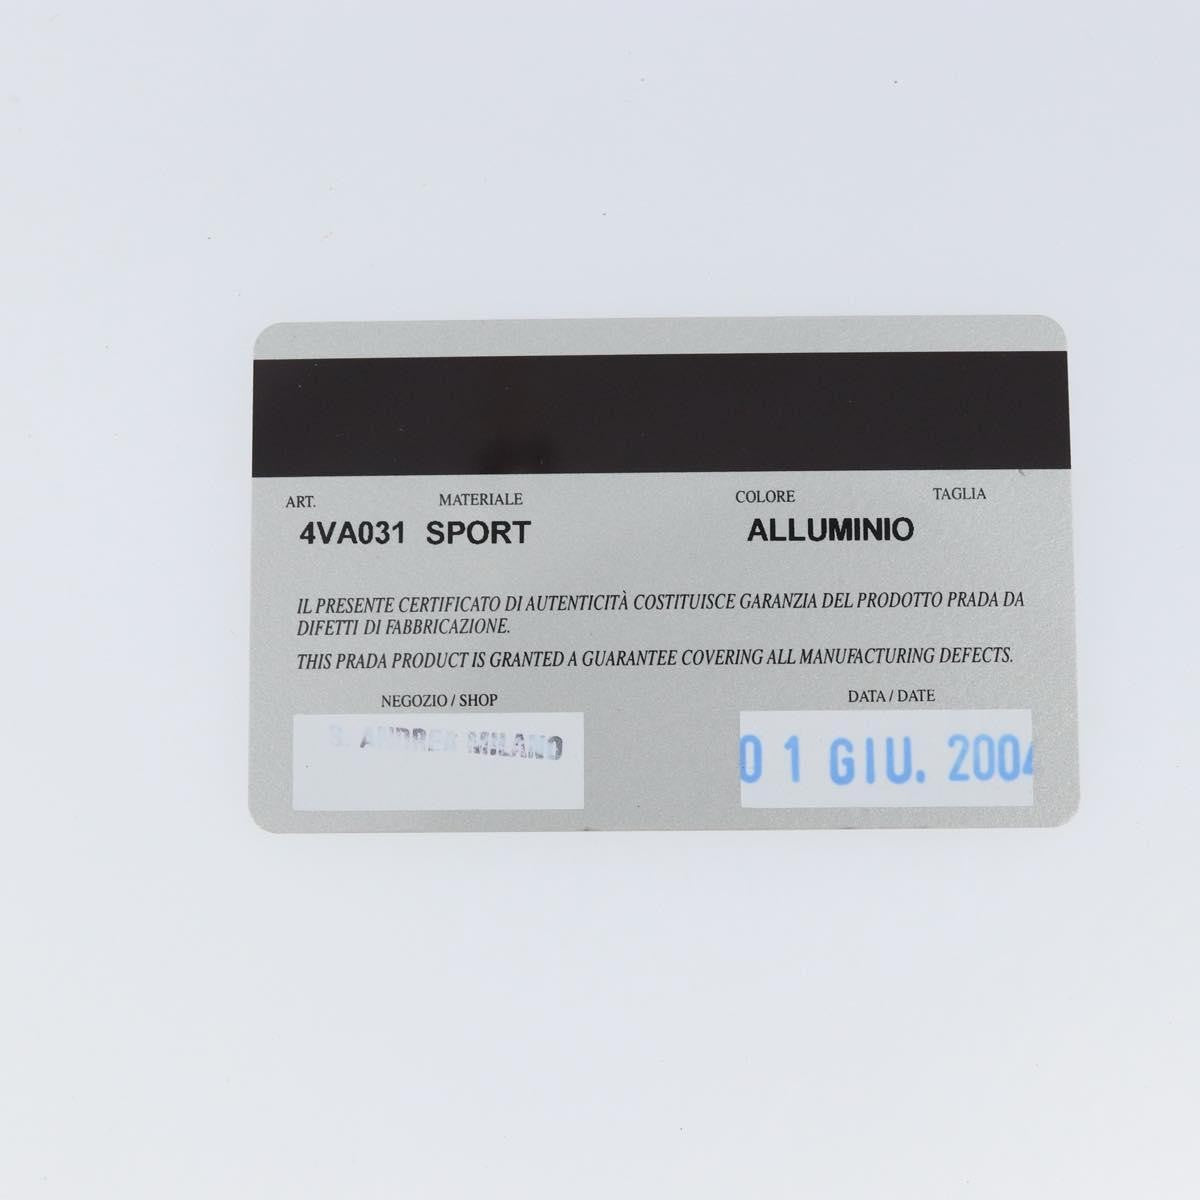 ART. MATERIALE COLORE TAGLIA
4VA031 SPORT ALLUMINIO
IL PRESENTE CERTIFICATO DI AUTENTICITÀ COSTITUISCE GARANZIA DEL PRODOTTO PRADA DA
DIFETTI DI FABBRICAZIONE.
THIS PRADA PRODUCT IS GRANTED A GUARANTEE COVERING ALL MANUFACTURING DEFECTS.
NEGOZIO / SHOP DATA / DATE
S. ANDREA MILANO 01 GIU. 2004